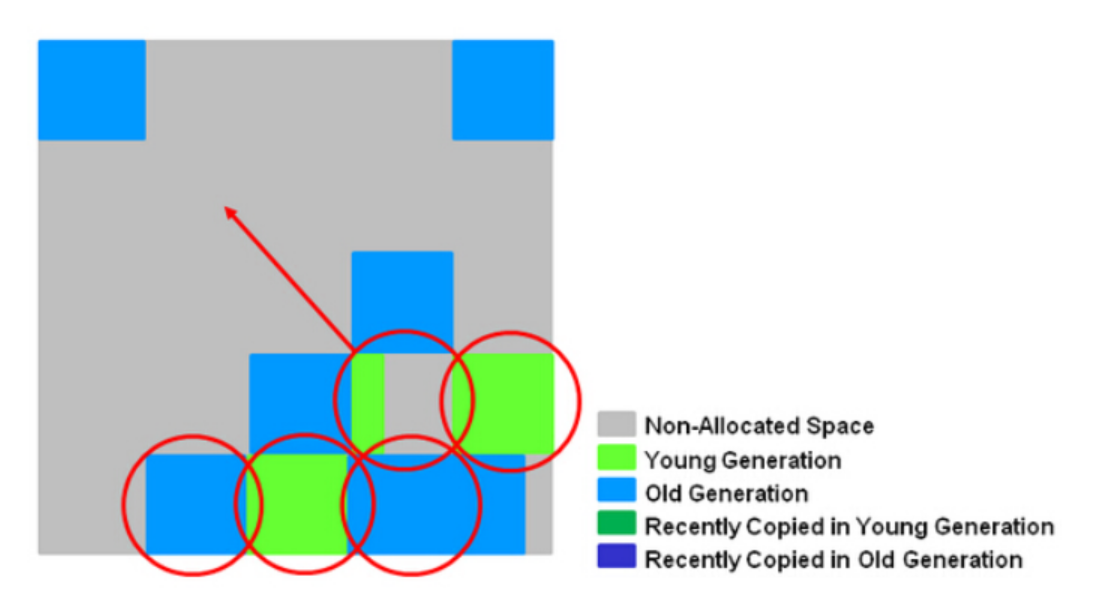 Non-Allocated Space
Young Generation
Old Generation
Recently Copied in Young Generation
Recently Copied in Old Generation